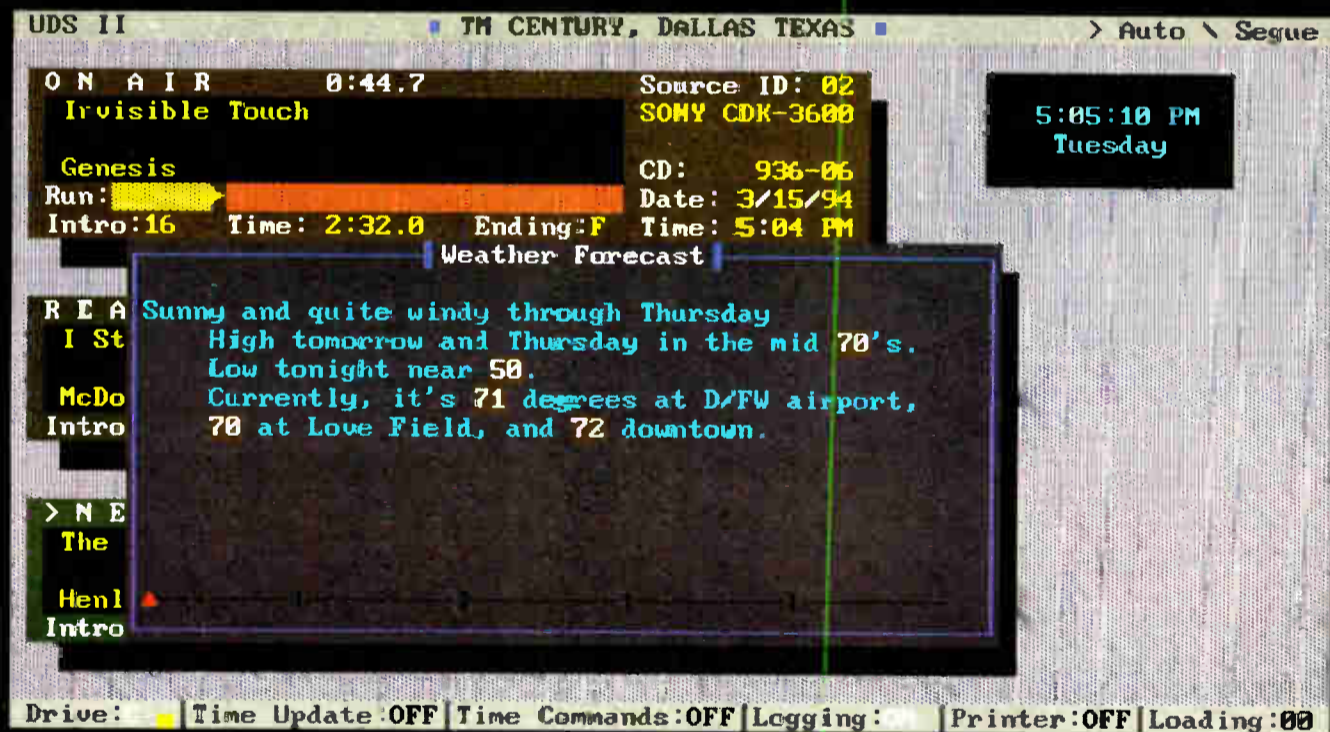 UDS II TM CENTURY, DALLAS TEXAS > Auto \ Segue
O N A I R 0:44.7 Source ID: 02
Invisible Touch SONY CDK-3600
Genesis CD: 936-06
Run: Date: 3/15/94
Intro:16 Time: 2:32.0 Ending:F Time: 5:04 PM
5:05:10 PM
Tuesday
Weather Forecast
Sunny and quite windy through Thursday
High tomorrow and Thursday in the mid 70's.
Low tonight near 50.
Currently, it's 71 degrees at D/FW airport,
70 at Love Field, and 72 downtown.
R E A
I St
McDo
Intro
> N E
The
Henl
Intro
Drive: Time Update:OFF Time Commands:OFF Logging: Printer:OFF Loading:00